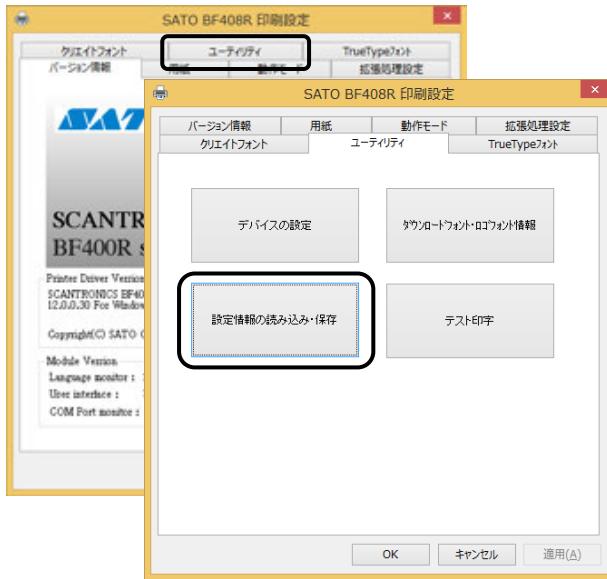 SATO BF408R 印刷設定
クリエイトフォント
ユーティリティ
TrueTypeフォント
バージョン情報
用紙
動作モード
拡張処理設定
SCANTR
BF400R s
Printer Driver Version
SCANTRONICS BF40
12.0.0.30 For Window
Copyright(C) SATO C
Module Version
Language monitor :
User interface :
COM Port monitor :
SATO BF408R 印刷設定
バージョン情報
用紙
動作モード
拡張処理設定
クリエイトフォント
ユーティリティ
TrueTypeフォント
デバイスの設定
ダウンロードフォント・ロゴフォント情報
設定情報の読み込み・保存
テスト印字
OK
キャンセル
適用(A)